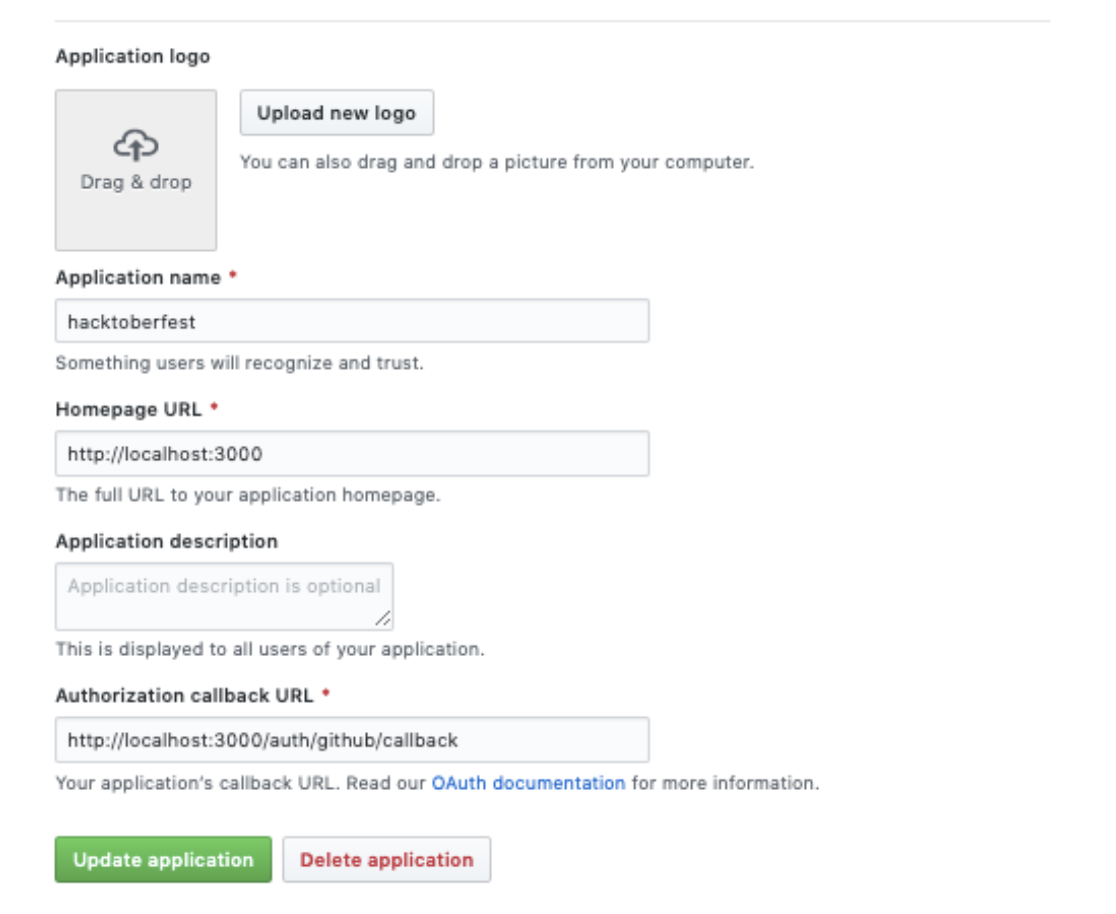 Application logo
Drag & drop
Upload new logo
You can also drag and drop a picture from your computer.
Application name *
hacktoberfest
Something users will recognize and trust.
Homepage URL *
http://localhost:3000
The full URL to your application homepage.
Application description
Application description is optional
This is displayed to all users of your application.
Authorization callback URL *
http://localhost:3000/auth/github/callback
Your application's callback URL. Read our OAuth documentation for more information.
Update application
Delete application